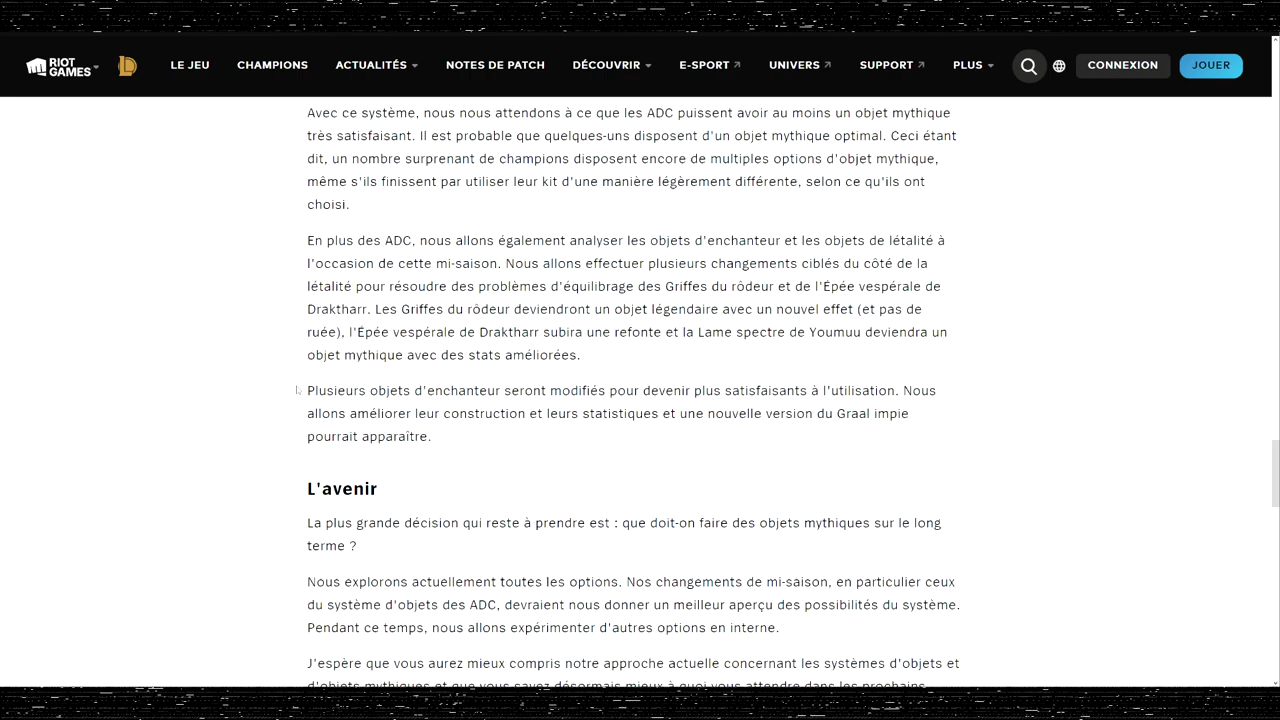 RIOT GAMES
LE JEU CHAMPIONS ACTUALITÉS NOTES DE PATCH DÉCOUVRIR E-SPORT UNIVERS SUPPORT PLUS CONNEXION JOUER
Avec ce système, nous nous attendons à ce que les ADC puissent avoir au moins un objet mythique
très satisfaisant. Il est probable que quelques-uns disposent d'un objet mythique optimal. Ceci étant
dit, un nombre surprenant de champions disposent encore de multiples options d'objet mythique,
même s'ils finissent par utiliser leur kit d'une manière légèrement différente, selon ce qu'ils ont
choisi.
En plus des ADC, nous allons également analyser les objets d'enchanteur et les objets de létalité à
l'occasion de cette mi-saison. Nous allons effectuer plusieurs changements ciblés du côté de la
létalité pour résoudre des problèmes d'équilibrage des Griffes du rôdeur et de l'Épée vespérale de
Draktharr. Les Griffes du rôdeur deviendront un objet légendaire avec un nouvel effet (et pas de
ruée), l'Épée vespérale de Draktharr subira une refonte et la Lame spectre de Youmuu deviendra un
objet mythique avec des stats améliorées.
Plusieurs objets d'enchanteur seront modifiés pour devenir plus satisfaisants à l'utilisation. Nous
allons améliorer leur construction et leurs statistiques et une nouvelle version du Graal impie
pourrait apparaître.
L'avenir
La plus grande décision qui reste à prendre est : que doit-on faire des objets mythiques sur le long
terme ?
Nous explorons actuellement toutes les options. Nos changements de mi-saison, en particulier ceux
du système d'objets des ADC, devraient nous donner un meilleur aperçu des possibilités du système.
Pendant ce temps, nous allons expérimenter d'autres options en interne.
J'espère que vous aurez mieux compris notre approche actuelle concernant les systèmes d'objets et
d'objets mythiques et que vous savez désormais mieux à quoi vous attendre dans les prochains